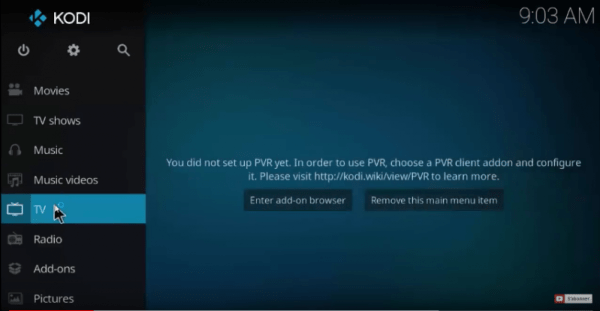 KODI
9:03 AM
Movies
TV shows
Music
Music videos
TV
Radio
Add-ons
Pictures
You did not set up PVR yet. In order to use PVR, choose a PVR client addon and configure
it. Please visit http://kodi.wiki/view/PVR to learn more.
Enter add-on browser
Remove this main menu item